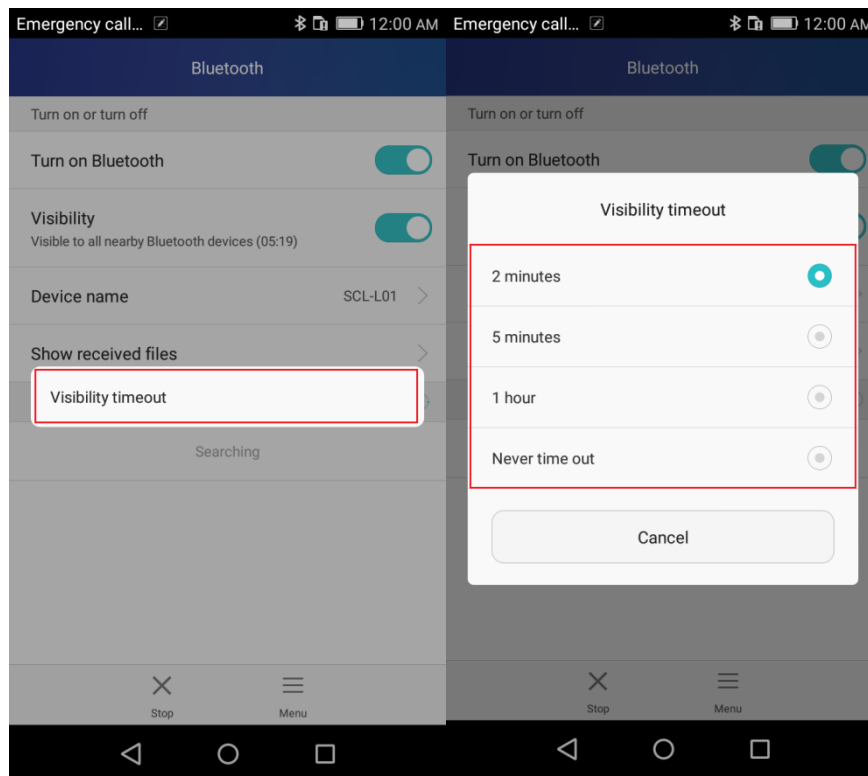 Emergency call... 12:00 AM
Bluetooth
Turn on or turn off
Turn on Bluetooth
Visibility
Visible to all nearby Bluetooth devices (05:19)
Device name SCL-L01
Show received files
Visibility timeout
Searching
Stop Menu
Emergency call... 12:00 AM
Bluetooth
Turn on or turn off
Turn on Bluetooth
Visibility timeout
2 minutes
5 minutes
1 hour
Never time out
Cancel
Stop Menu